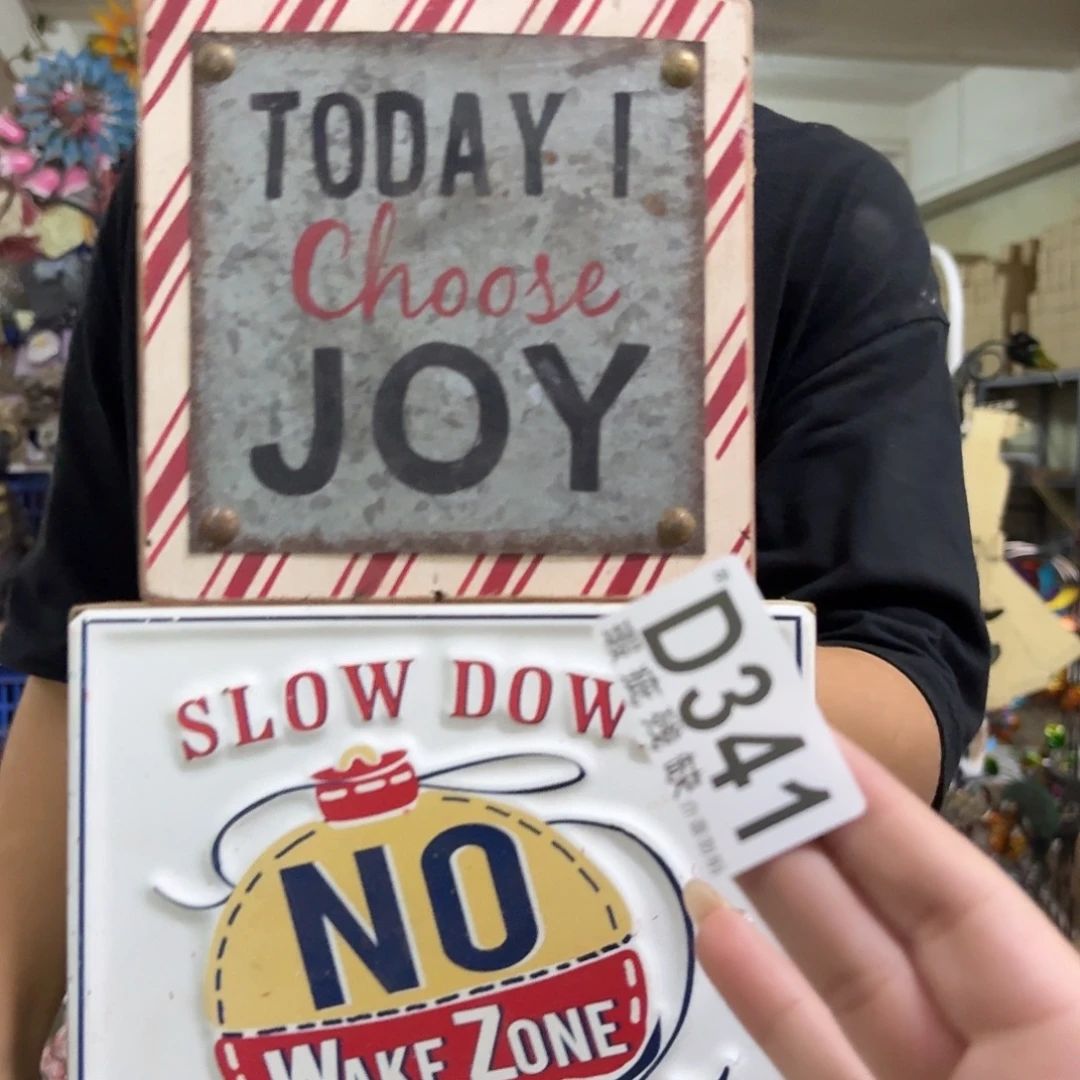 TODAY I
Choose
JOY
SLOW DOW
D341
NO
WAKE ZONE